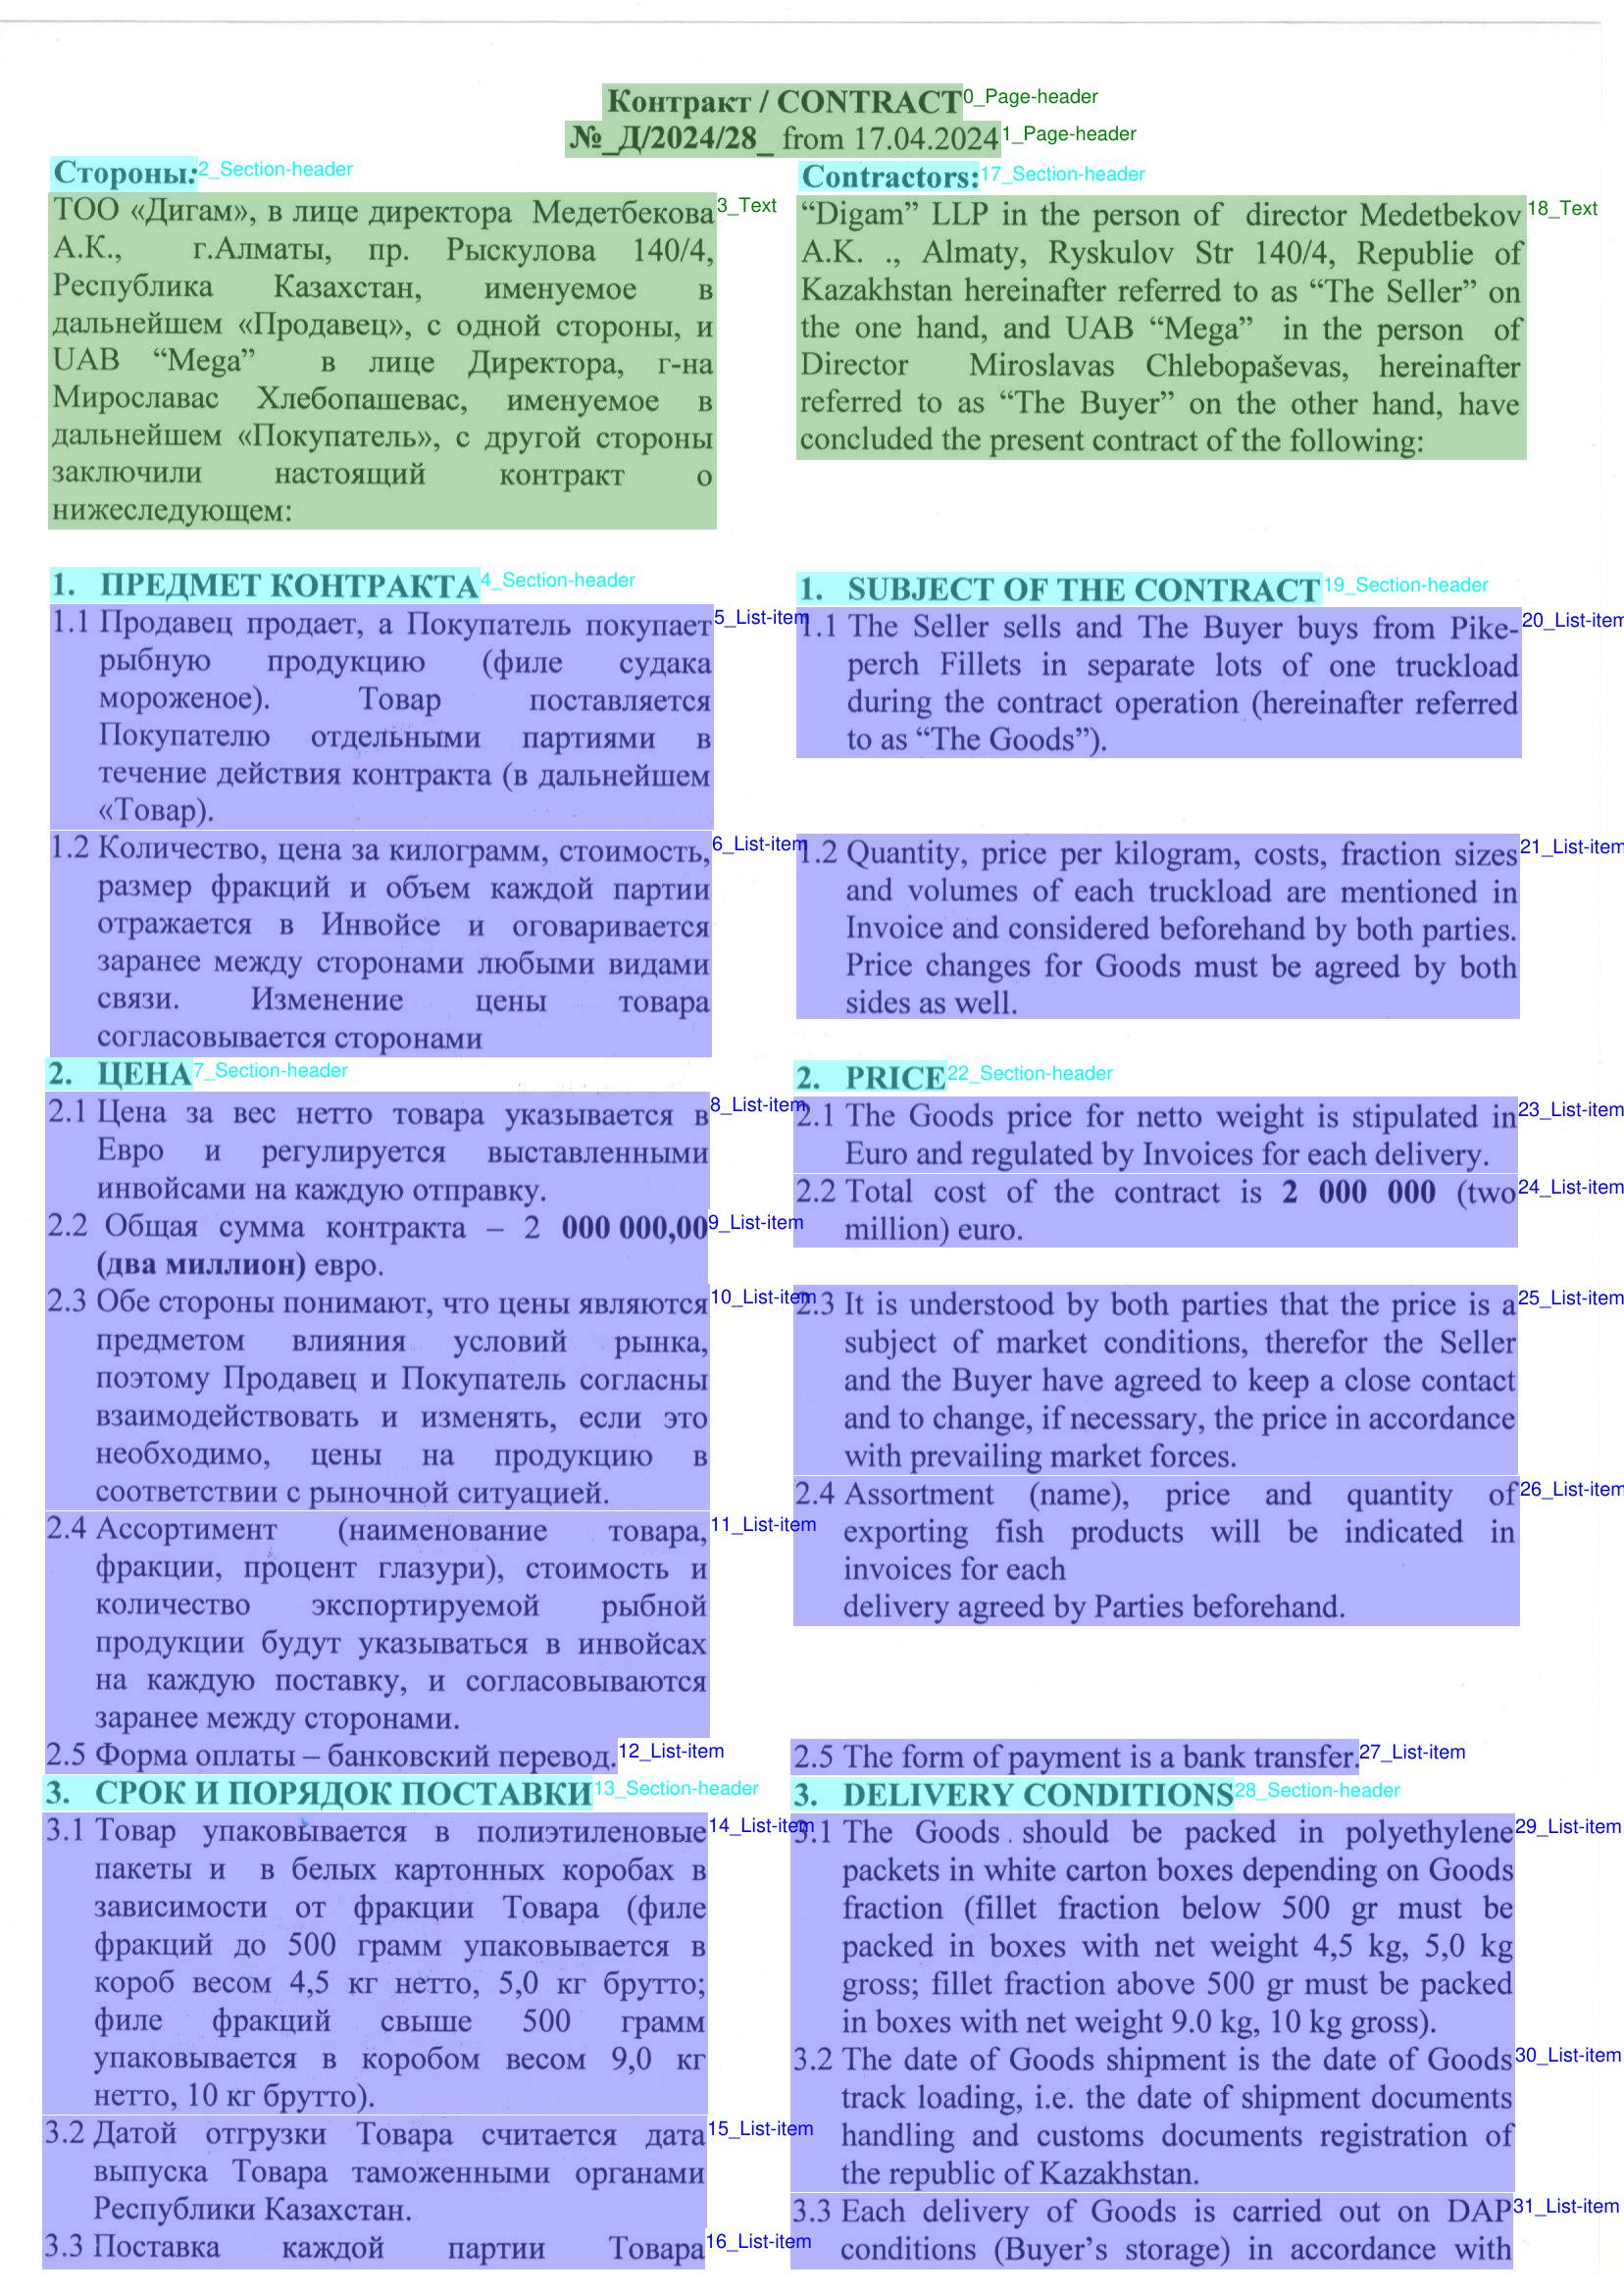 Контракт / CONTRACT
0_Page-header
№_Д/2024/28_ from 17.04.2024
1_Page-header
Стороны:
2_Section-header
ТОО «Дигам», в лице директора Медетбекова
3_Text
А.К., г.Алматы, пр. Рыскулова 140/4,
Республика Казахстан, именуемое в
дальнейшем «Продавец», с одной стороны, и
UAB “Mega” в лице Директора, г-на
Мирославас Хлебопашевас, именуемое в
дальнейшем «Покупатель», с другой стороны
заключили настоящий контракт о
нижеследующем:
1. ПРЕДМЕТ КОНТРАКТА
4_Section-header
1.1 Продавец продает, а Покупатель покупает
5_List-item
рыбную продукцию (филе судака
мороженое). Товар поставляется
Покупателю отдельными партиями в
течение действия контракта (в дальнейшем
«Товар).
1.2 Количество, цена за килограмм, стоимость,
6_List-item
размер фракций и объем каждой партии
отражается в Инвойсе и оговаривается
заранее между сторонами любыми видами
связи. Изменение цены товара
согласовывается сторонами
2. ЦЕНА
7_Section-header
2.1 Цена за вес нетто товара указывается в
8_List-item
Евро и регулируется выставленными
инвойсами на каждую отправку.
2.2 Общая сумма контракта – 2 000 000,00
9_List-item
(два миллион) евро.
2.3 Обе стороны понимают, что цены являются
10_List-item
предметом влияния условий рынка,
поэтому Продавец и Покупатель согласны
взаимодействовать и изменять, если это
необходимо, цены на продукцию в
соответствии с рыночной ситуацией.
2.4 Ассортимент (наименование товара,
11_List-item
фракции, процент глазури), стоимость и
количество экспортируемой рыбной
продукции будут указываться в инвойсах
на каждую поставку, и согласовываются
заранее между сторонами.
2.5 Форма оплаты – банковский перевод.
12_List-item
3. СРОК И ПОРЯДОК ПОСТАВКИ
13_Section-header
3.1 Товар упаковывается в полиэтиленовые
14_List-item
пакеты и в белых картонных коробах в
зависимости от фракции Товара (филе
фракций до 500 грамм упаковывается в
короб весом 4,5 кг нетто, 5,0 кг брутто;
филе фракций свыше 500 грамм
упаковывается в коробом весом 9,0 кг
нетто, 10 кг брутто).
3.2 Датой отгрузки Товара считается дата
15_List-item
выпуска Товара таможенными органами
Республики Казахстан.
3.3 Поставка каждой партии Товара
16_List-item
Contractors:
17_Section-header
“Digam” LLP in the person of director Medetbekov
18_Text
A.K. ., Almaty, Ryskulov Str 140/4, Republie of
Kazakhstan hereinafter referred to as “The Seller” on
the one hand, and UAB “Mega” in the person of
Director Miroslavas Chlebopaševas, hereinafter
referred to as “The Buyer” on the other hand, have
concluded the present contract of the following:
1. SUBJECT OF THE CONTRACT
19_Section-header
1.1 The Seller sells and The Buyer buys from Pike-
20_List-item
perch Fillets in separate lots of one truckload
during the contract operation (hereinafter referred
to as “The Goods”).
1.2 Quantity, price per kilogram, costs, fraction sizes
21_List-item
and volumes of each truckload are mentioned in
Invoice and considered beforehand by both parties.
Price changes for Goods must be agreed by both
sides as well.
2. PRICE
22_Section-header
2.1 The Goods price for netto weight is stipulated in
23_List-item
Euro and regulated by Invoices for each delivery.
2.2 Total cost of the contract is 2 000 000 (two
24_List-item
million) euro.
2.3 It is understood by both parties that the price is a
25_List-item
subject of market conditions, therefor the Seller
and the Buyer have agreed to keep a close contact
and to change, if necessary, the price in accordance
with prevailing market forces.
2.4 Assortment (name), price and quantity of
26_List-item
exporting fish products will be indicated in
invoices for each
delivery agreed by Parties beforehand.
2.5 The form of payment is a bank transfer.
27_List-item
3. DELIVERY CONDITIONS
28_Section-header
3.1 The Goods should be packed in polyethylene
29_List-item
packets in white carton boxes depending on Goods
fraction (fillet fraction below 500 gr must be
packed in boxes with net weight 4,5 kg, 5,0 kg
gross; fillet fraction above 500 gr must be packed
in boxes with net weight 9.0 kg, 10 kg gross).
3.2 The date of Goods shipment is the date of Goods
30_List-item
track loading, i.e. the date of shipment documents
handling and customs documents registration of
the republic of Kazakhstan.
3.3 Each delivery of Goods is carried out on DAP
31_List-item
conditions (Buyer’s storage) in accordance with